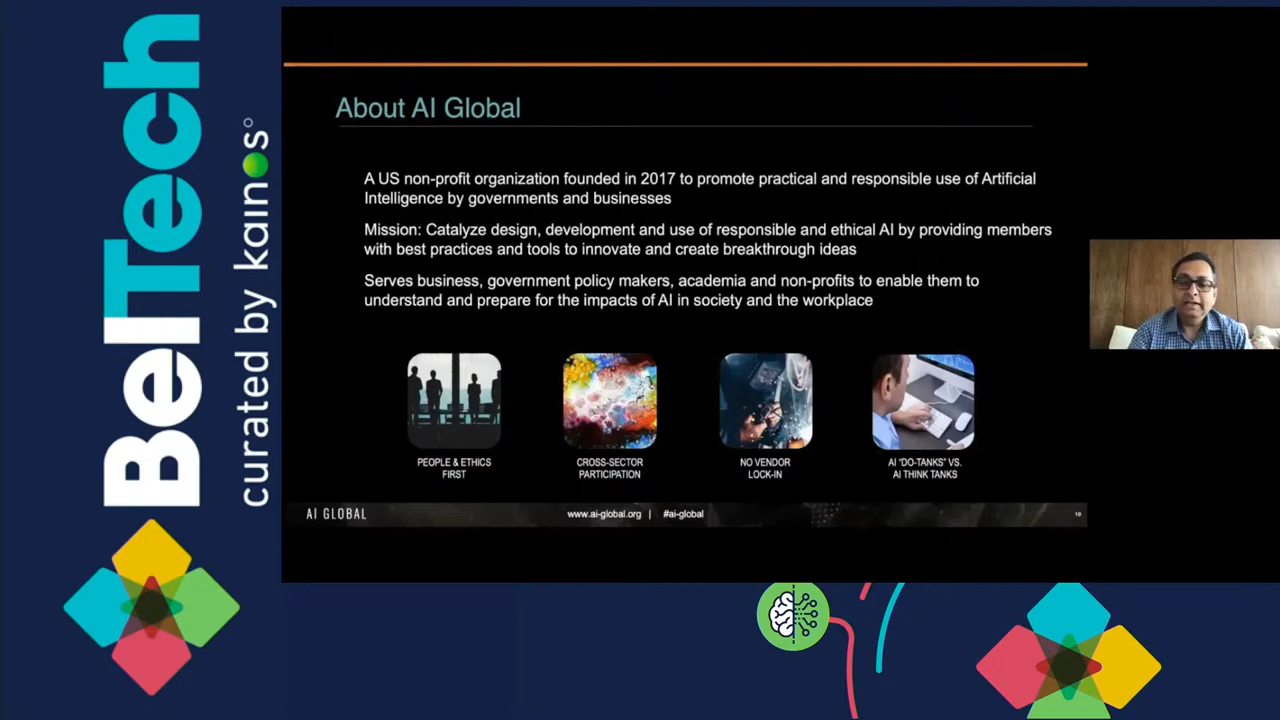 BelTech
curated by kainos
About AI Global
A US non-profit organization founded in 2017 to promote practical and responsible use of Artificial
Intelligence by governments and businesses
Mission: Catalyze design, development and use of responsible and ethical AI by providing members
with best practices and tools to innovate and create breakthrough ideas
Serves business, government policy makers, academia and non-profits to enable them to
understand and prepare for the impacts of AI in society and the workplace
PEOPLE & ETHICS
FIRST
CROSS-SECTOR
PARTICIPATION
NO VENDOR
LOCK-IN
AI "DO-TANKS" VS.
AI THINK TANKS
AI GLOBAL
www.ai-global.org | #ai-global
10